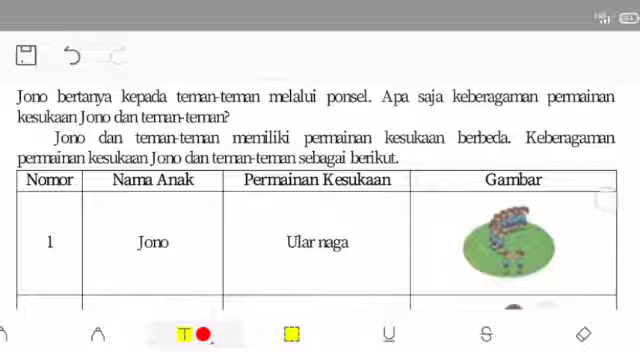 Jono bertanya kepada teman-teman melalui ponsel. Apa saja keberagaman permainan
kesukaan Jono dan teman-teman?
Jono dan teman-teman memiliki permainan kesukaan berbeda. Keberagaman
permainan kesukaan Jono dan teman-teman sebagai berikut.
Nomor Nama Anak Permainan Kesukaan Gambar
1 Jono Ular naga
T U S